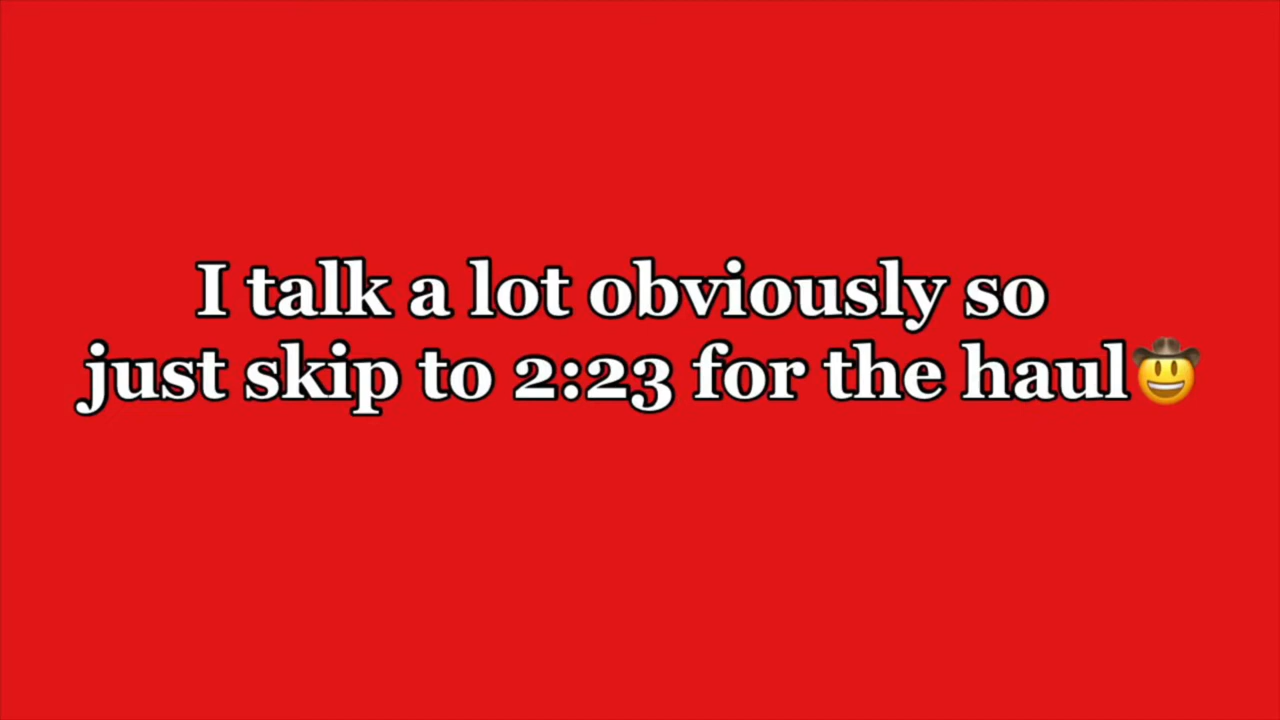 I talk a lot obviously so
just skip to 2:23 for the haul🤠